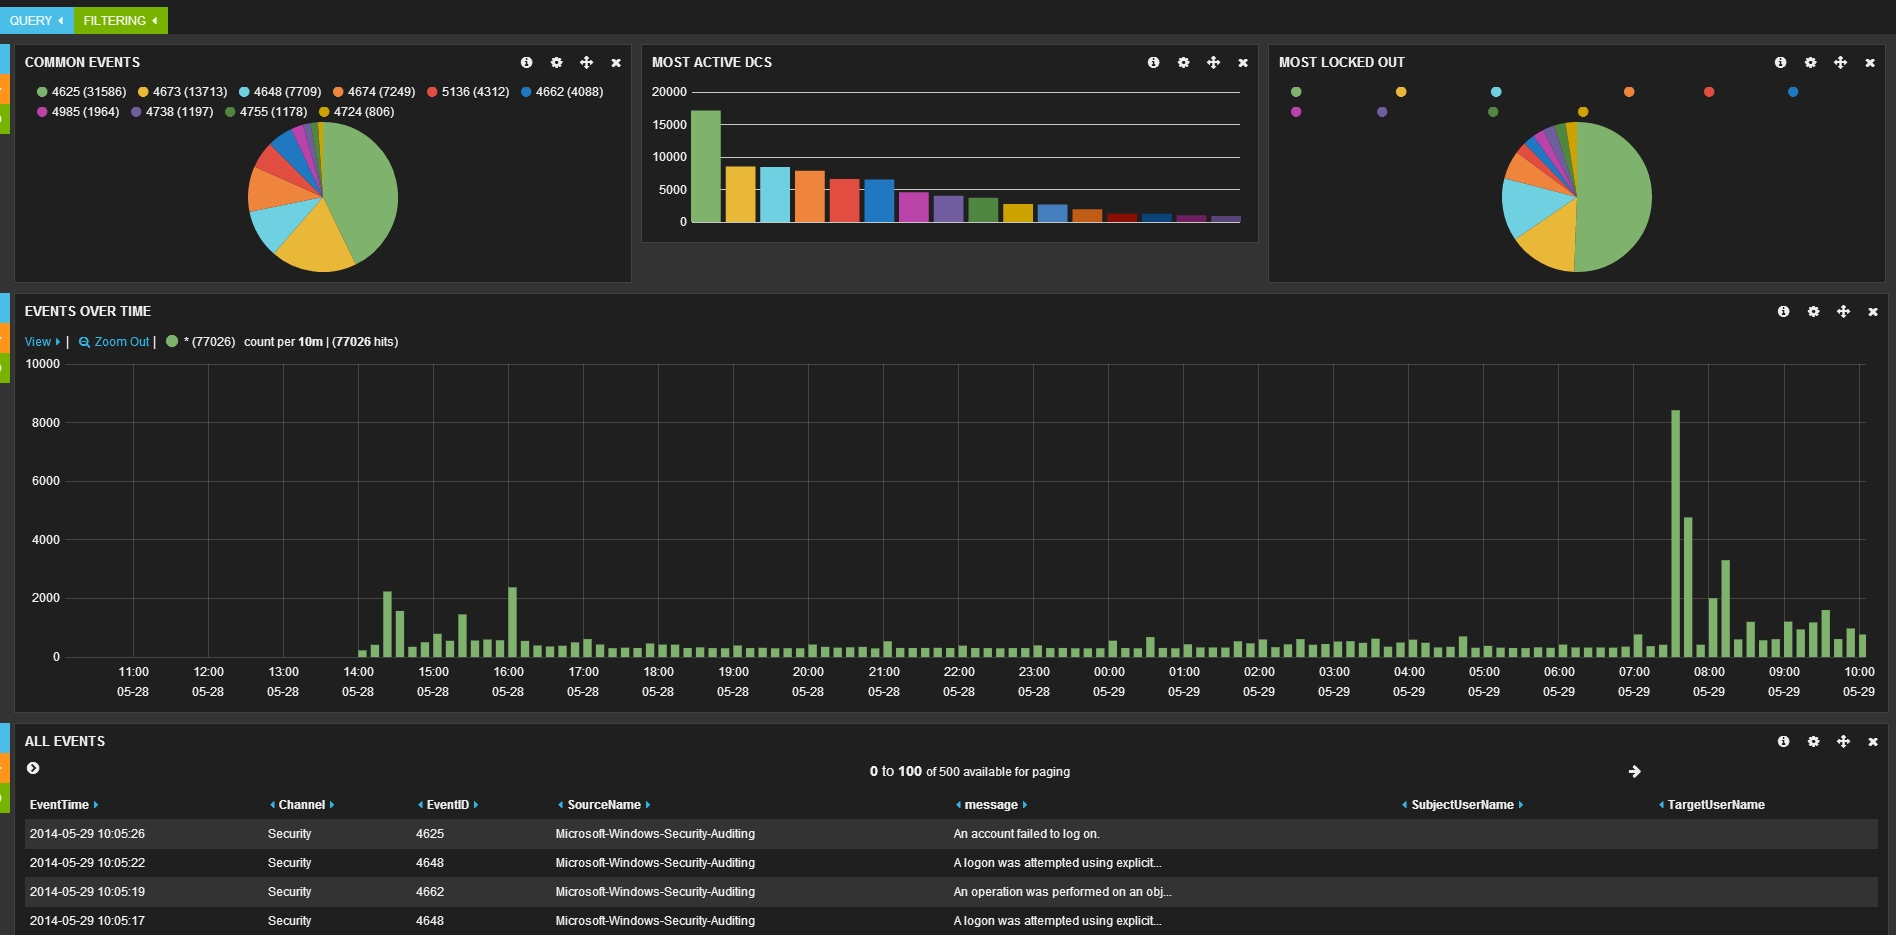 QUERY FILTERING
COMMON EVENTS
4625 (31586) 4673 (13713) 4648 (7709) 4674 (7249) 5136 (4312) 4662 (4088)
4985 (1964) 4738 (1197) 4755 (1178) 4724 (806)
MOST ACTIVE DCS
20000
15000
10000
5000
0
MOST LOCKED OUT
EVENTS OVER TIME
View | Zoom Out | * (77026) count per 10m | (77026 hits)
10000
8000
6000
4000
2000
0
11:00 12:00 13:00 14:00 15:00 16:00 17:00 18:00 19:00 20:00 21:00 22:00 23:00 00:00 01:00 02:00 03:00 04:00 05:00 06:00 07:00 08:00 09:00 10:00
05-28 05-28 05-28 05-28 05-28 05-28 05-28 05-28 05-28 05-28 05-28 05-28 05-28 05-29 05-29 05-29 05-29 05-29 05-29 05-29 05-29 05-29 05-29 05-29
ALL EVENTS
0 to 100 of 500 available for paging
EventTime Channel EventID SourceName message SubjectUserName TargetUserName
2014-05-29 10:05:26 Security 4625 Microsoft-Windows-Security-Auditing An account failed to log on.
2014-05-29 10:05:22 Security 4648 Microsoft-Windows-Security-Auditing A logon was attempted using explicit...
2014-05-29 10:05:19 Security 4662 Microsoft-Windows-Security-Auditing An operation was performed on an obj...
2014-05-29 10:05:17 Security 4648 Microsoft-Windows-Security-Auditing A logon was attempted using explicit...